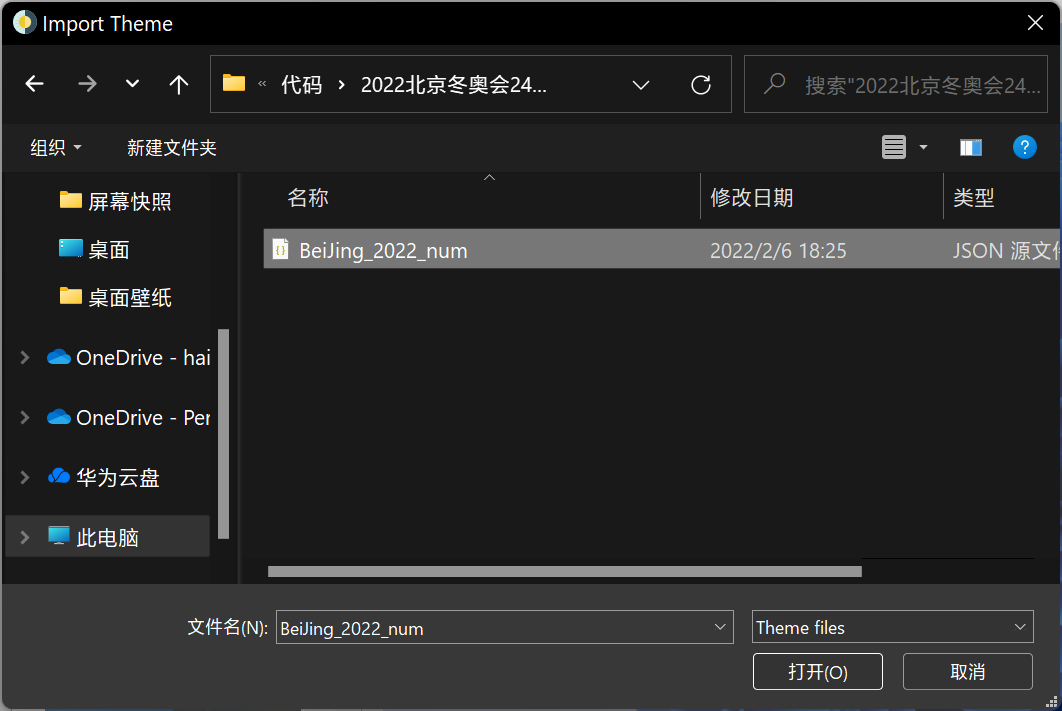 Import Theme
« 代码 › 2022北京冬奥会24...
搜索"2022北京冬奥会24...
组织
新建文件夹
?
名称
修改日期
类型
BeiJing_2022_num
2022/2/6 18:25
JSON 源文件
屏幕快照
桌面
桌面壁纸
OneDrive - hai
OneDrive - Per
华为云盘
此电脑
文件名(N):
BeiJing_2022_num
Theme files
打开(O)
取消